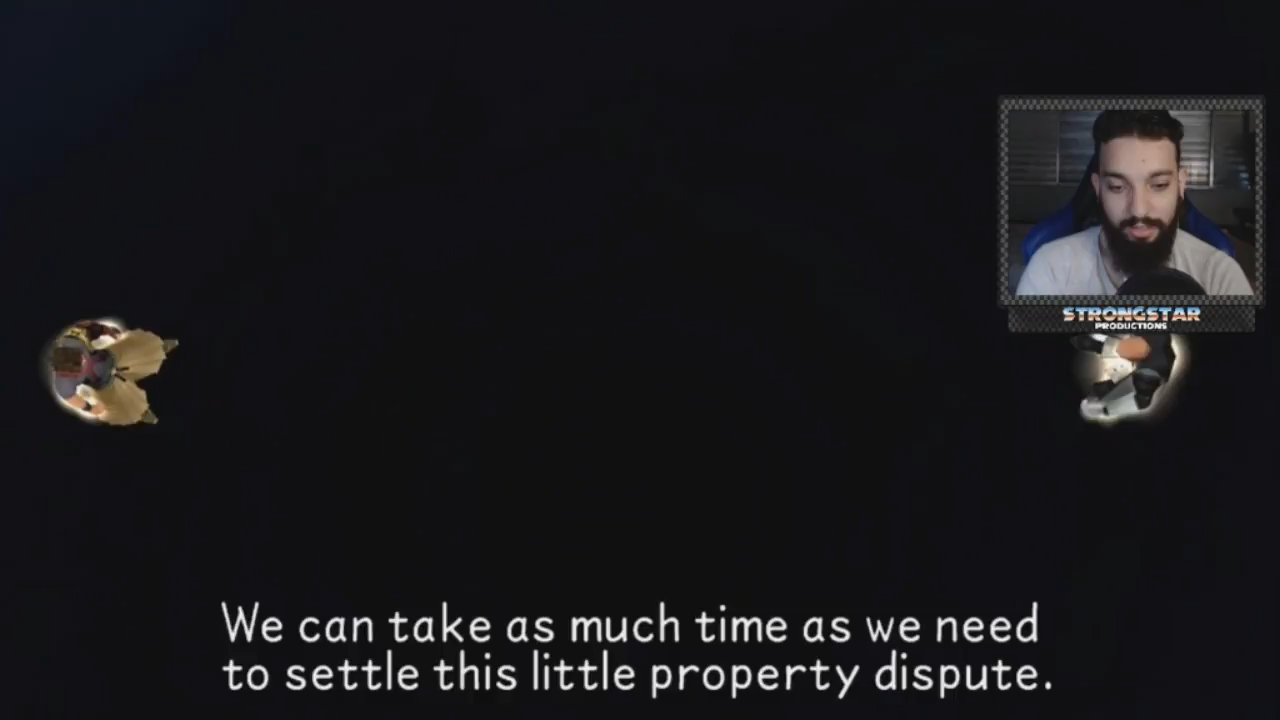 STRONGSTAR
PRODUCTIONS
We can take as much time as we need
to settle this little property dispute.